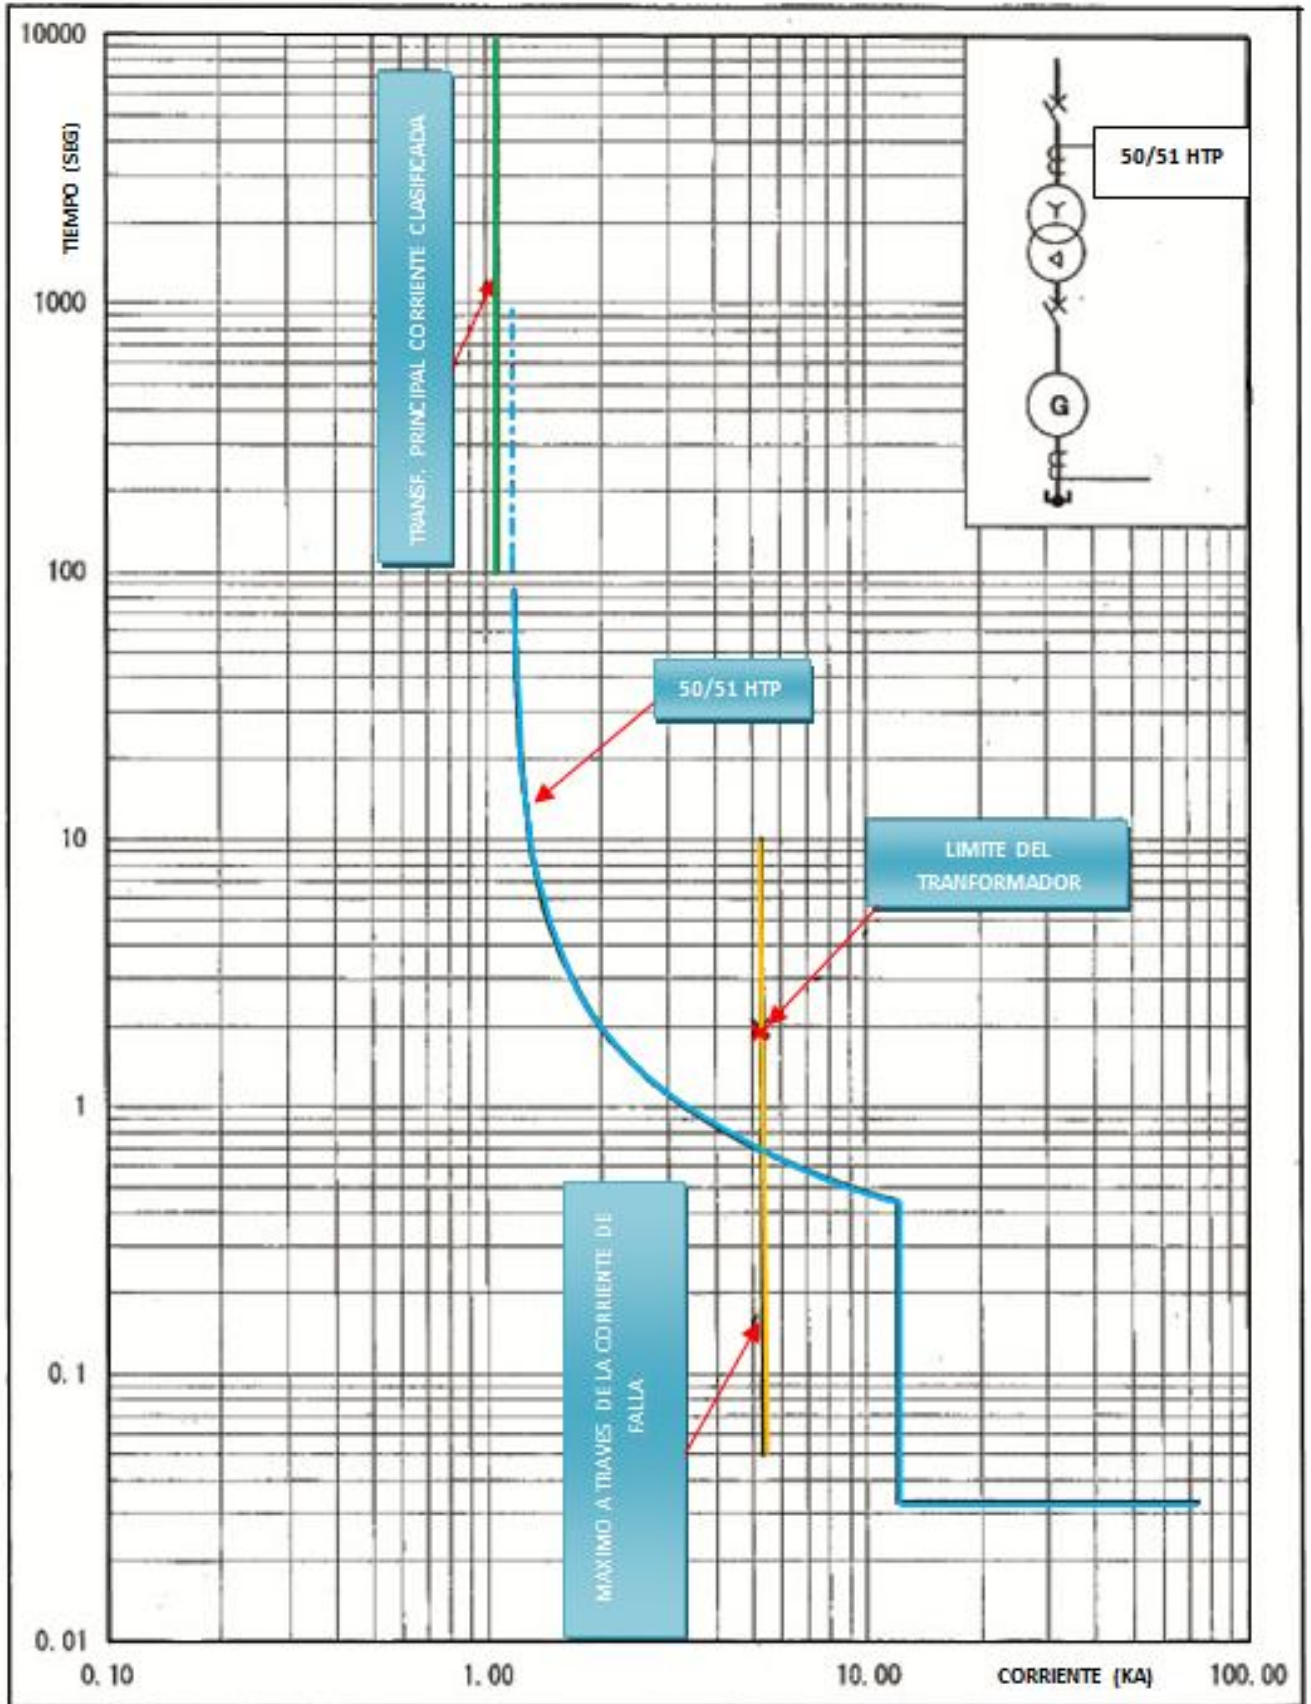 10000
TIEMPO (SEG)
1000
100
10
1
0.1
0.01
0.10
1.00
10.00
CORRIENTE (KA)
100.00
TRANSF. PRINCIPAL CORRIENTE CLASIFICADA
50/51 HTP
G
50/51 HTP
LIMITE DEL
TRANFORMADOR
MAXIMO A TRAVES DE LA CORRIENTE DE
FALLA